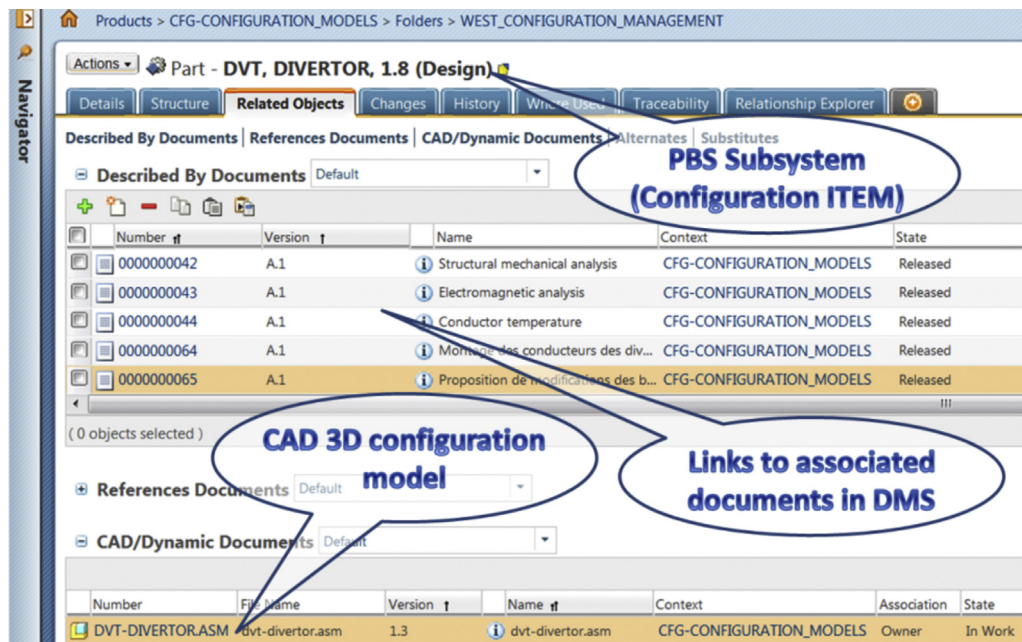 Products > CFG-CONFIGURATION_MODELS > Folders > WEST_CONFIGURATION_MANAGEMENT
Navigator
Actions Part - DVT, DIVERTOR, 1.8 (Design)
Details Structure Related Objects Changes History Where Used Traceability Relationship Explorer
Described By Documents | References Documents | CAD/Dynamic Documents | Alternates | Substitutes
PBS Subsystem
(Configuration ITEM)
Described By Documents Default
Number Version Name Context State
0000000042 A.1 Structural mechanical analysis CFG-CONFIGURATION_MODELS Released
0000000043 A.1 Electromagnetic analysis CFG-CONFIGURATION_MODELS Released
0000000044 A.1 Conductor temperature CFG-CONFIGURATION_MODELS Released
0000000064 A.1 Montage des conducteurs des div... CFG-CONFIGURATION_MODELS Released
0000000065 A.1 Proposition de modifications des b... CFG-CONFIGURATION_MODELS Released
( 0 objects selected )
CAD 3D configuration
model
Links to associated
documents in DMS
References Documents Default
CAD/Dynamic Documents Default
Number File Name Version Name Context Association State
DVT-DIVERTOR.ASM dvt-divertor.asm 1.3 dvt-divertor.asm CFG-CONFIGURATION_MODELS Owner In Work